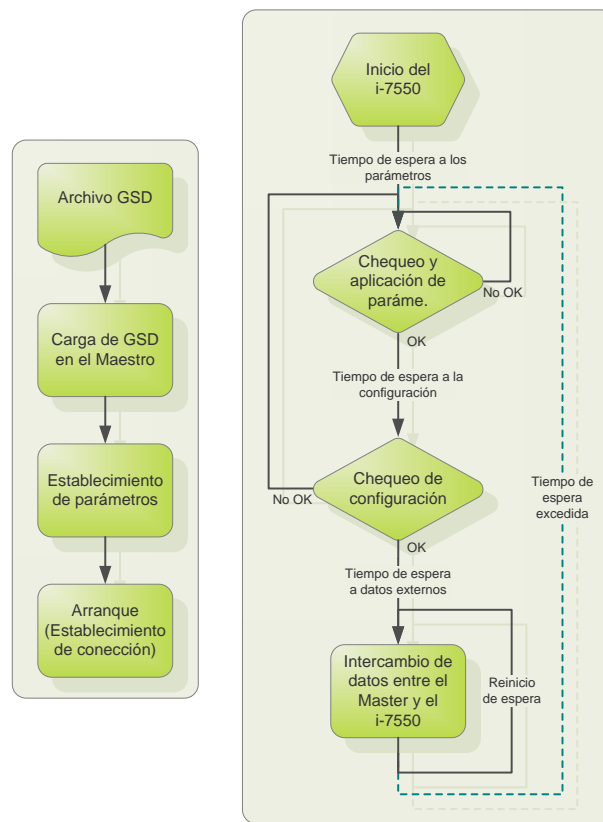 Archivo GSD
Carga de GSD
en el Maestro
Establecimiento
de parámetros
Arranque
(Establecimiento
de conección)
Inicio del
i-7550
Tiempo de espera a los
parámetros
Chequeo y
aplicación de
paráme.
No OK
OK
Tiempo de espera a la
configuración
Chequeo de
configuración
No OK
OK
Tiempo de
espera
excedida
Tiempo de espera
a datos externos
Intercambio de
datos entre el
Master y el
i-7550
Reinicio
de espera